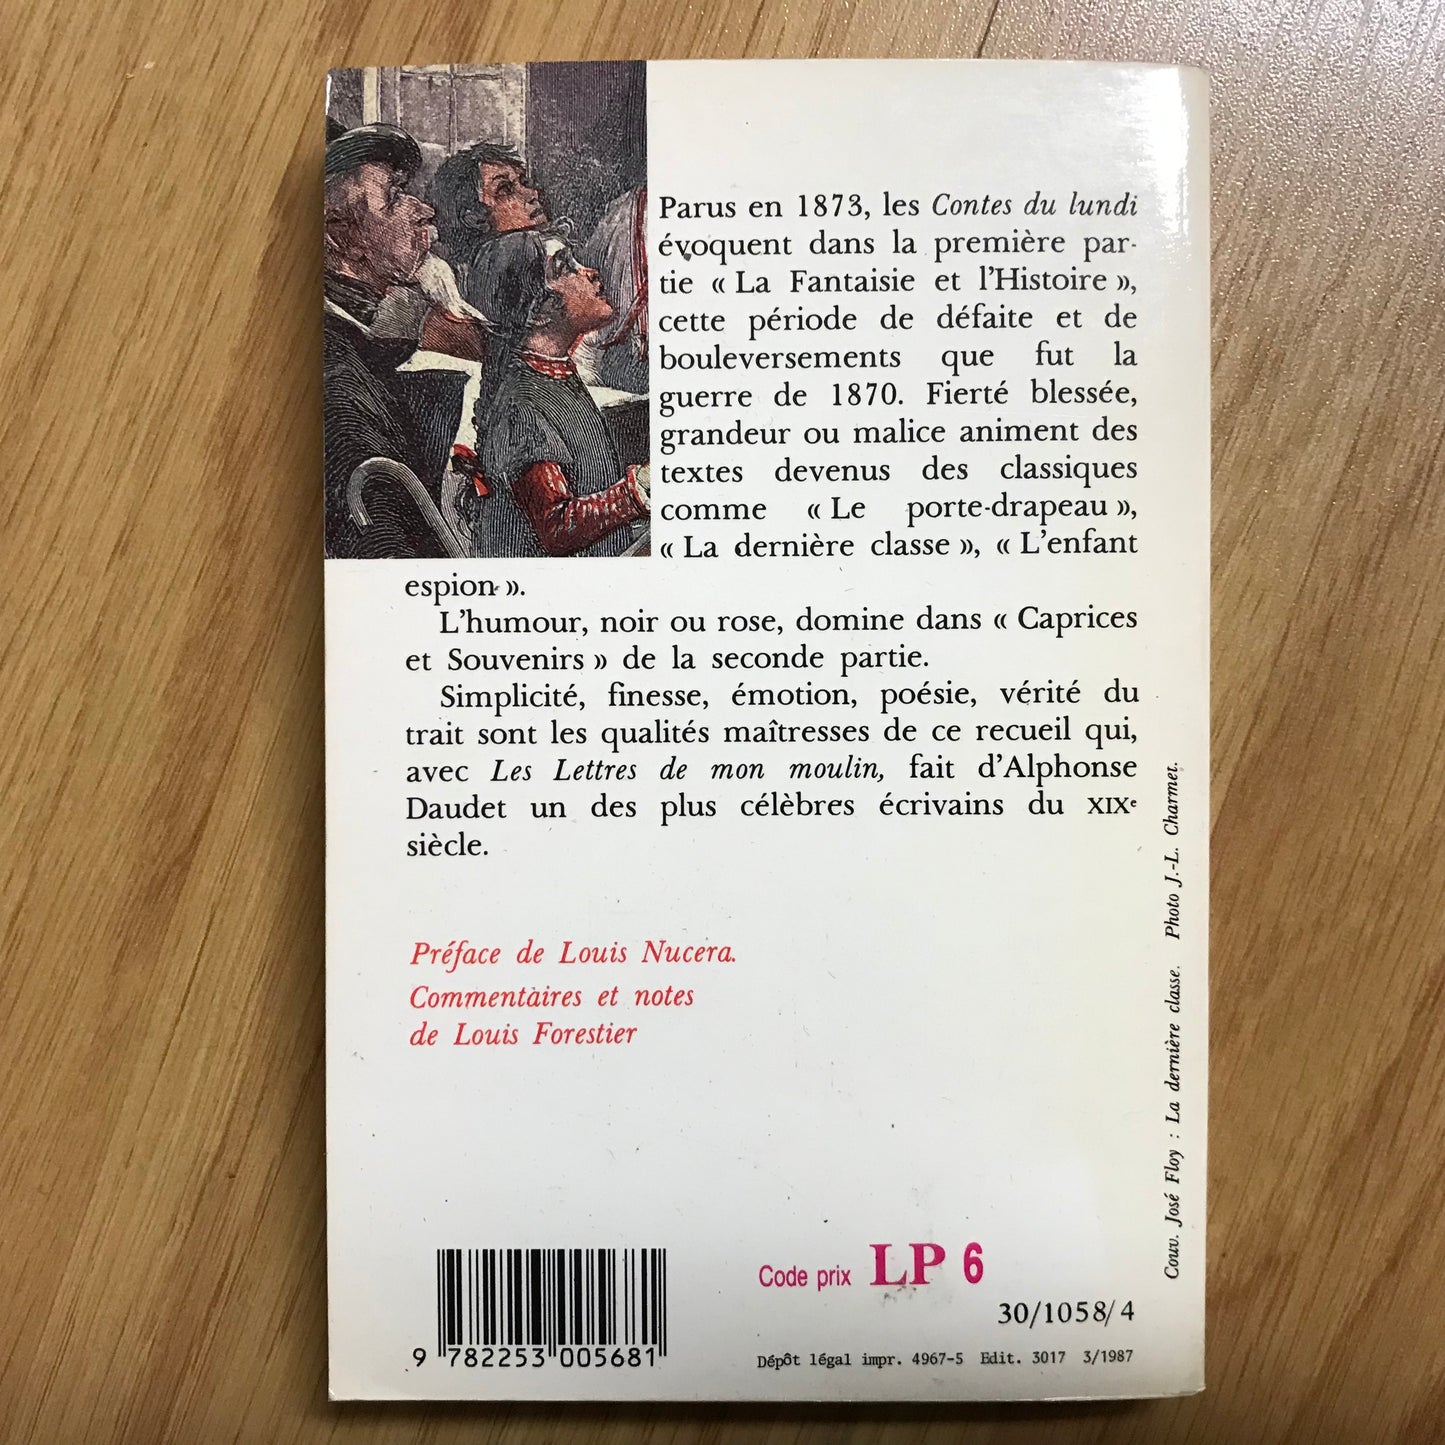 Parus en 1873, les Contes du lundi
évoquent dans la première par-
tie « La Fantaisie et l'Histoire »,
cette période de défaite et de
bouleversements que fut la
guerre de 1870. Fierté blessée,
grandeur ou malice animent des
textes devenus des classiques
comme « Le porte-drapeau »,
« La dernière classe », « L'enfant
espion ».
L'humour, noir ou rose, domine dans « Caprices
et Souvenirs » de la seconde partie.
Simplicité, finesse, émotion, poésie, vérité du
trait sont les qualités maîtresses de ce recueil qui,
avec Les Lettres de mon moulin, fait d'Alphonse
Daudet un des plus célèbres écrivains du XIXe
siècle.
Préface de Louis Nucera.
Commentaires et notes
de Louis Forestier
Couv. José Floy : La dernière classe. Photo J.-L. Charmet.
Code prix LP 6
30/1058/4
9 782253 005681
Dépôt légal impr. 4967-5 Edit. 3017 3/1987